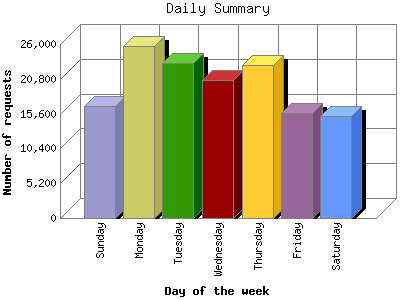 Daily Summary
Number of requests
26,000
20,800
15,600
10,400
5,200
0
Sunday
Monday
Tuesday
Wednesday
Thursday
Friday
Saturday
Day of the week